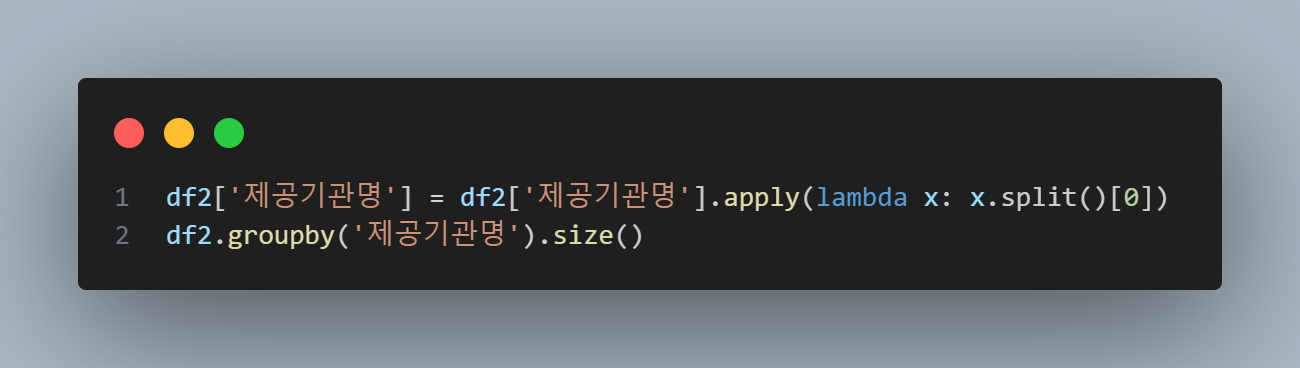 1 df2['제공기관명'] = df2['제공기관명'].apply(lambda x: x.split()[0])
2 df2.groupby('제공기관명').size()